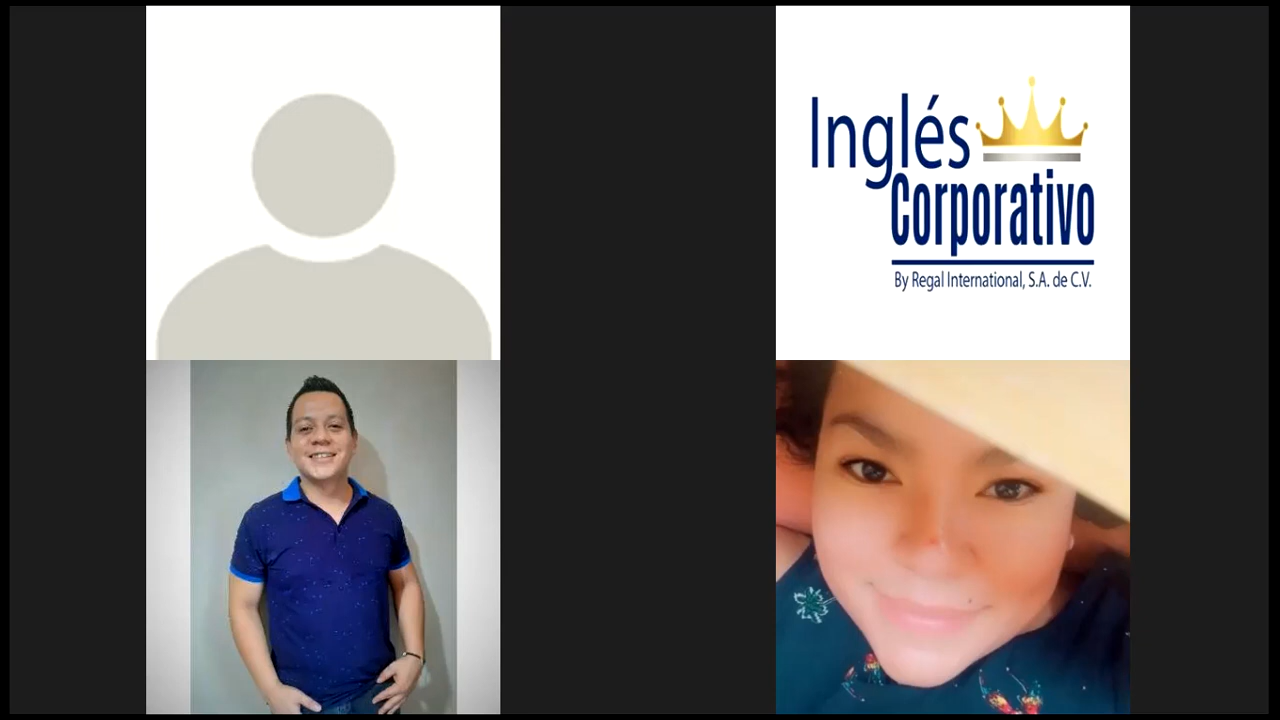 Inglés
Corporativo
By Regal International, S.A. de C.V.